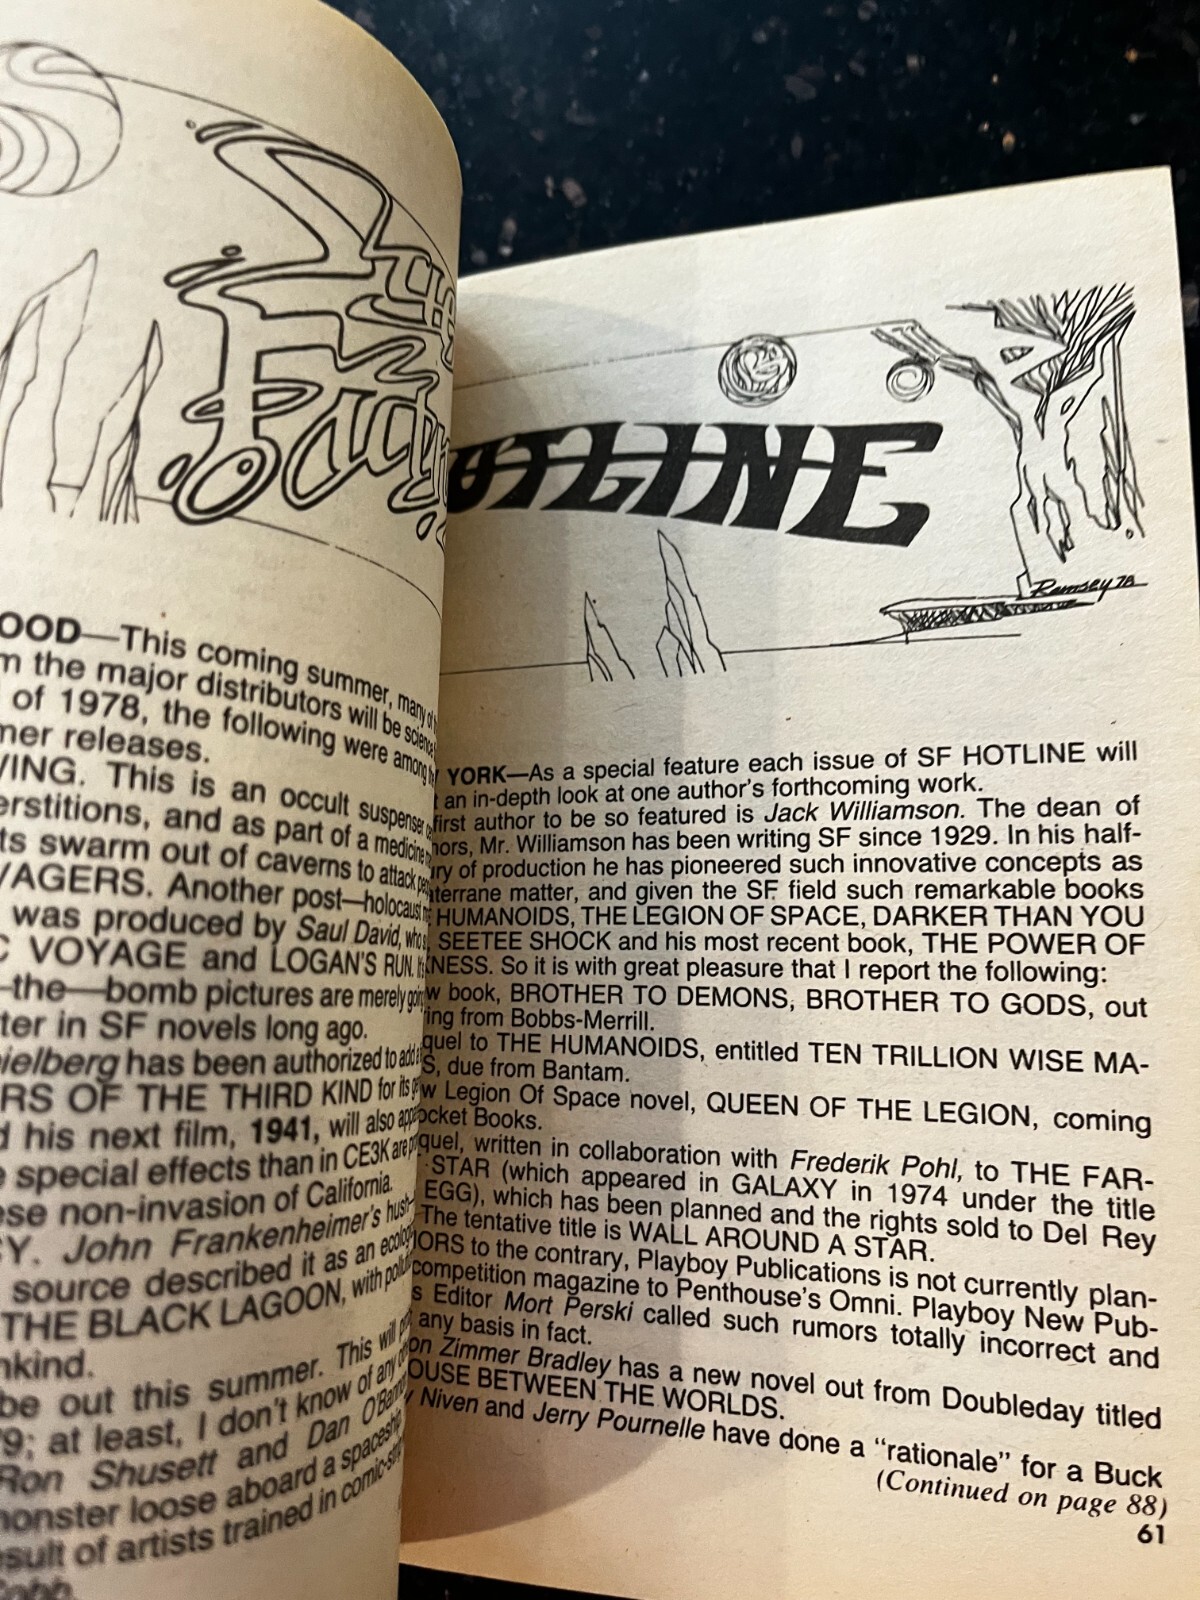 Science
Fiction
OOD—This coming summer, many of
m the major distributors will be science
of 1978, the following were among
mer releases.
VING. This is an occult suspenser
erstitions, and as part of a medicine
ts swarm out of caverns to attack
VAGERS. Another post—holocaust
was produced by Saul David,
C VOYAGE and LOGAN'S RUN.
-the—bomb pictures are merely
ter in SF novels long ago.
ielberg has been authorized to add
RS OF THE THIRD KIND for its
d his next film, 1941, will also
e special effects than in CE3K are
ese non-invasion of California.
CY. John Frankenheimer's hush-
source described it as an
THE BLACK LAGOON, with
nkind.
be out this summer. This will
9; at least, I don't know of any
Ron Shusett and Dan O'Bannon
monster loose aboard a spaceship
esult of artists trained in comic-strip
Cobb.
OTLINE
Ramsey 78
YORK—As a special feature each issue of SF HOTLINE will
t an in-depth look at one author's forthcoming work.
first author to be so featured is Jack Williamson. The dean of
hors, Mr. Williamson has been writing SF since 1929. In his half-
ry of production he has pioneered such innovative concepts as
terrane matter, and given the SF field such remarkable books
HUMANOIDS, THE LEGION OF SPACE, DARKER THAN YOU
SEETEE SHOCK and his most recent book, THE POWER OF
KNESS. So it is with great pleasure that I report the following:
w book, BROTHER TO DEMONS, BROTHER TO GODS, out
ring from Bobbs-Merrill.
quel to THE HUMANOIDS, entitled TEN TRILLION WISE MA-
S, due from Bantam.
w Legion Of Space novel, QUEEN OF THE LEGION, coming
ocket Books.
quel, written in collaboration with Frederik Pohl, to THE FAR-
STAR (which appeared in GALAXY in 1974 under the title
EGG), which has been planned and the rights sold to Del Rey
The tentative title is WALL AROUND A STAR.
ORS to the contrary, Playboy Publications is not currently plan-
competition magazine to Penthouse's Omni. Playboy New Pub-
s Editor Mort Perski called such rumors totally incorrect and
any basis in fact.
on Zimmer Bradley has a new novel out from Doubleday titled
OUSE BETWEEN THE WORLDS.
y Niven and Jerry Pournelle have done a "rationale" for a Buck
(Continued on page 88)
61